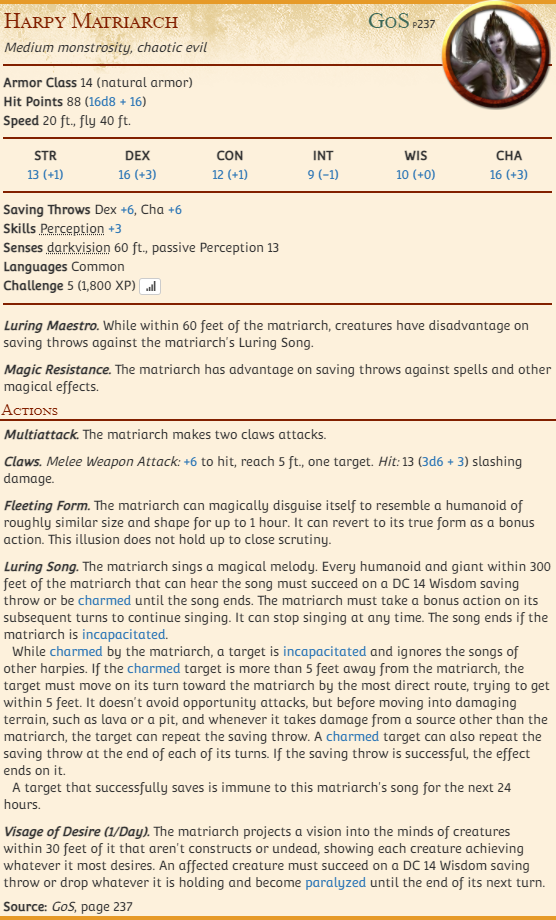 Harpy Matriarch GoS p237
Medium monstrosity, chaotic evil
Armor Class 14 (natural armor)
Hit Points 88 (16d8 + 16)
Speed 20 ft., fly 40 ft.
STR DEX CON INT WIS CHA
13 (+1) 16 (+3) 12 (+1) 9 (−1) 10 (+0) 16 (+3)
Saving Throws Dex +6, Cha +6
Skills Perception +3
Senses darkvision 60 ft., passive Perception 13
Languages Common
Challenge 5 (1,800 XP)
Luring Maestro. While within 60 feet of the matriarch, creatures have disadvantage on
saving throws against the matriarch's Luring Song.
Magic Resistance. The matriarch has advantage on saving throws against spells and other
magical effects.
Actions
Multiattack. The matriarch makes two claws attacks.
Claws. Melee Weapon Attack: +6 to hit, reach 5 ft., one target. Hit: 13 (3d6 + 3) slashing
damage.
Fleeting Form. The matriarch can magically disguise itself to resemble a humanoid of
roughly similar size and shape for up to 1 hour. It can revert to its true form as a bonus
action. This illusion does not hold up to close scrutiny.
Luring Song. The matriarch sings a magical melody. Every humanoid and giant within 300
feet of the matriarch that can hear the song must succeed on a DC 14 Wisdom saving
throw or be charmed until the song ends. The matriarch must take a bonus action on its
subsequent turns to continue singing. It can stop singing at any time. The song ends if the
matriarch is incapacitated.
While charmed by the matriarch, a target is incapacitated and ignores the songs of
other harpies. If the charmed target is more than 5 feet away from the matriarch, the
target must move on its turn toward the matriarch by the most direct route, trying to get
within 5 feet. It doesn't avoid opportunity attacks, but before moving into damaging
terrain, such as lava or a pit, and whenever it takes damage from a source other than the
matriarch, the target can repeat the saving throw. A charmed target can also repeat the
saving throw at the end of each of its turns. If the saving throw is successful, the effect
ends on it.
A target that successfully saves is immune to this matriarch's song for the next 24
hours.
Visage of Desire (1/Day). The matriarch projects a vision into the minds of creatures
within 30 feet of it that aren't constructs or undead, showing each creature achieving
whatever it most desires. An affected creature must succeed on a DC 14 Wisdom saving
throw or drop whatever it is holding and become paralyzed until the end of its next turn.
Source: GoS, page 237